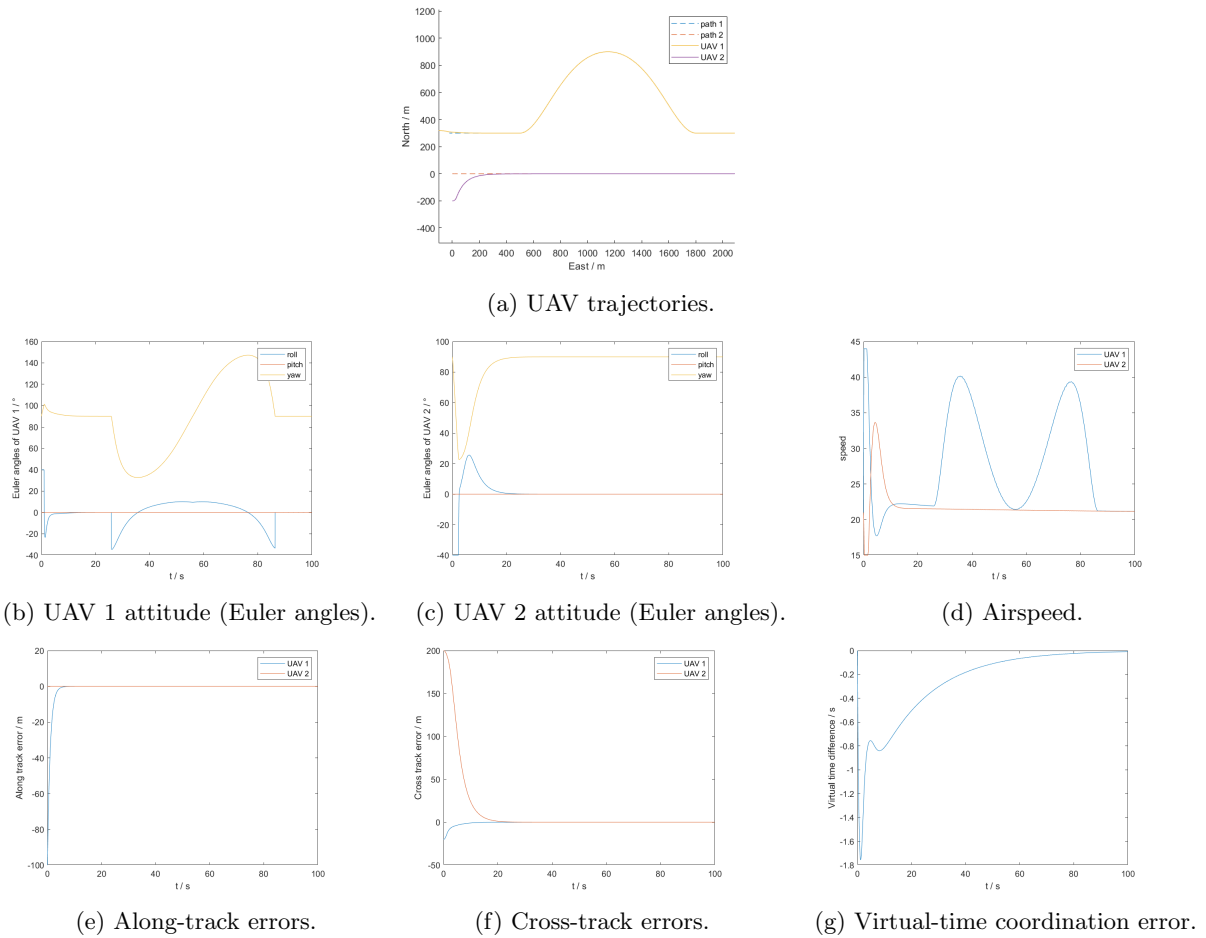 1200
1000
800
600
400
200
0
-200
-400
North / m
0 200 400 600 800 1000 1200 1400 1600 1800 2000
East / m
path 1
path 2
UAV 1
UAV 2
(a) UAV trajectories.
160
140
120
100
80
60
40
20
0
-20
-40
Euler angles of UAV 1 / °
0 20 40 60 80 100
t / s
roll
pitch
yaw
(b) UAV 1 attitude (Euler angles).
100
80
60
40
20
0
-20
-40
Euler angles of UAV 2 / °
0 20 40 60 80 100
t / s
roll
pitch
yaw
(c) UAV 2 attitude (Euler angles).
45
40
35
30
25
20
15
speed
0 20 40 60 80 100
t / s
UAV 1
UAV 2
(d) Airspeed.
20
0
-20
-40
-60
-80
-100
Along track error / m
0 20 40 60 80 100
t / s
UAV 1
UAV 2
(e) Along-track errors.
200
150
100
50
0
-50
Cross track error / m
0 20 40 60 80 100
t / s
UAV 1
UAV 2
(f) Cross-track errors.
0
-0.2
-0.4
-0.6
-0.8
-1
-1.2
-1.4
-1.6
-1.8
Virtual time difference / s
0 20 40 60 80 100
t / s
(g) Virtual-time coordination error.